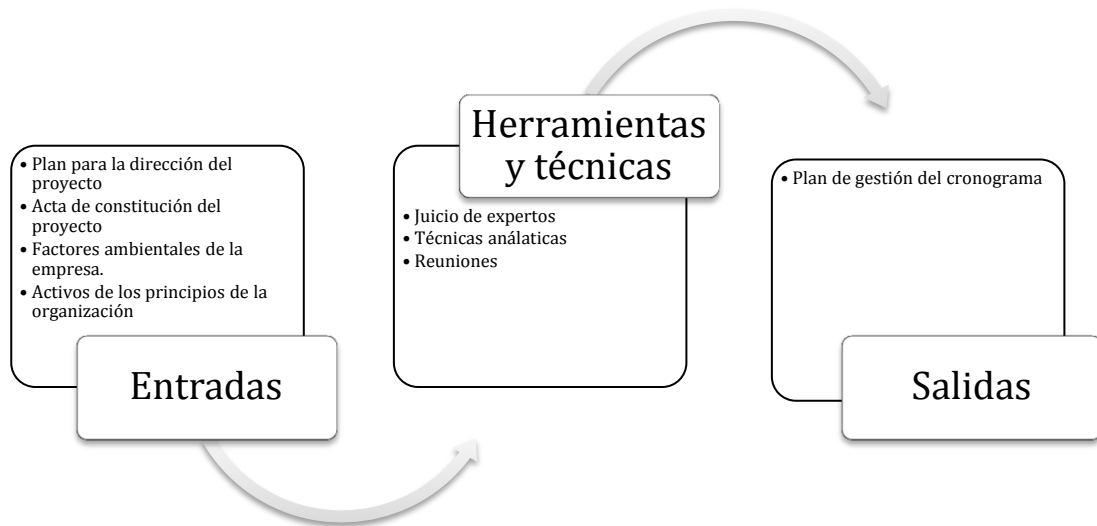 • Plan para la dirección del
proyecto
• Acta de constitución del
proyecto
• Factores ambientales de la
empresa.
• Activos de los principios de la
organización
Entradas
Herramientas
y técnicas
• Juicio de expertos
• Técnicas análaticas
• Reuniones
• Plan de gestión del cronograma
Salidas